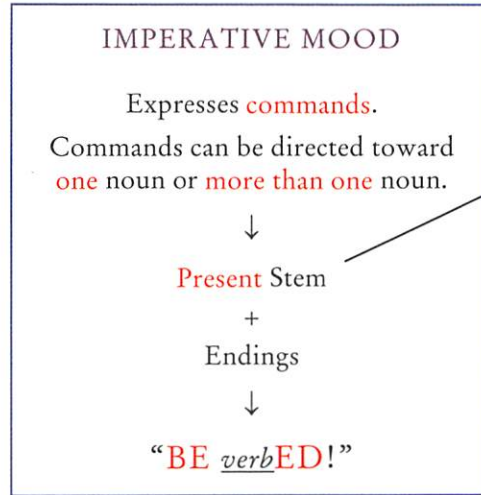 IMPERATIVE MOOD
Expresses commands.
Commands can be directed toward
one noun or more than one noun.
↓
Present Stem
+
Endings
↓
“BE verbED!”